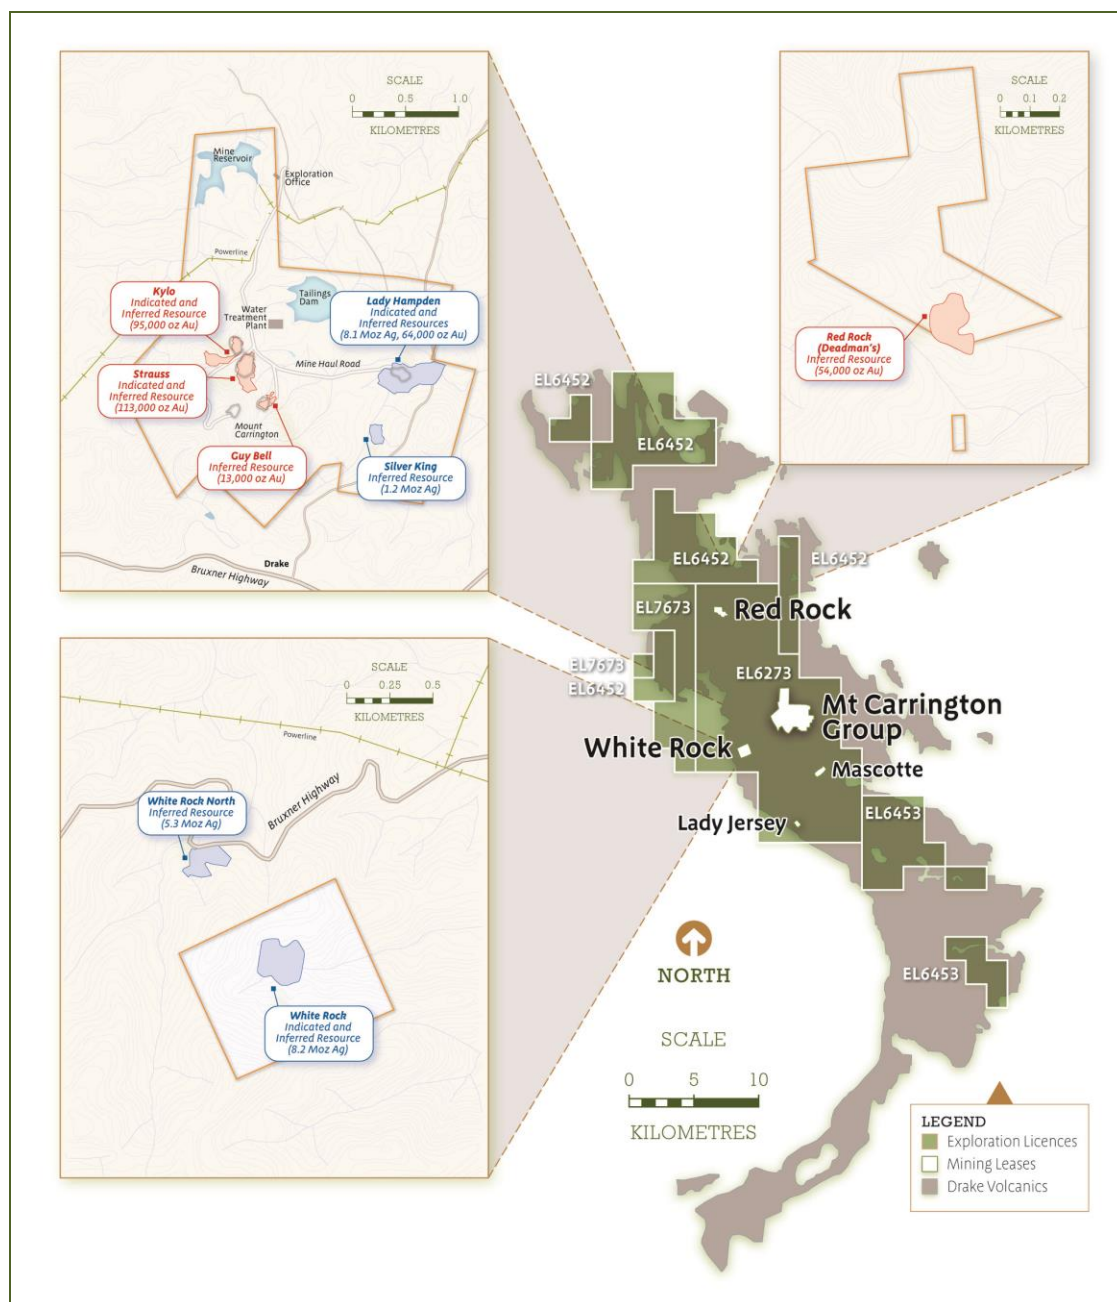 SCALE
0 0.5 1.0
KILOMETRES
Mine
Reservoir
Exploration
Office
Powerline
Kylo
Indicated and
Inferred Resource
(95,000 oz Au)
Water
Treatment
Plant
Tailings
Dam
Lady Hampden
Indicated and
Inferred Resources
(8.1 Moz Ag, 64,000 oz Au)
Mine Haul Road
Strauss
Indicated and
Inferred Resource
(113,000 oz Au)
Mount
Carrington
Guy Bell
Inferred Resource
(13,000 oz Au)
Silver King
Inferred Resource
(1.2 Moz Ag)
Drake
Bruxner Highway
SCALE
0 0.1 0.2
KILOMETRES
Red Rock
(Deadman's)
Inferred Resource
(54,000 oz Au)
SCALE
0 0.25 0.5
KILOMETRES
Powerline
Bruxner Highway
White Rock North
Inferred Resource
(5.3 Moz Ag)
White Rock
Indicated and
Inferred Resource
(8.2 Moz Ag)
EL6452
EL6452
EL6452
EL6452
EL7673
Red Rock
EL7673
EL6452
EL6273
Mt Carrington
Group
White Rock
Mascotte
Lady Jersey
EL6453
EL6453
NORTH
SCALE
0 5 10
KILOMETRES
LEGEND
Exploration Licences
Mining Leases
Drake Volcanics